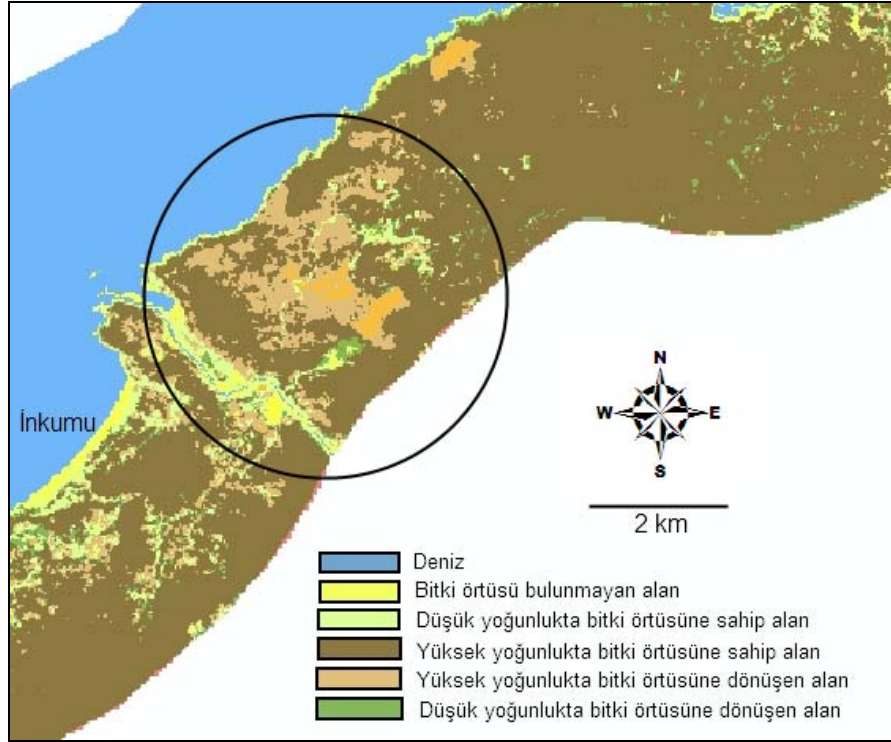 N
W E
S
2 km
İnkumu
Deniz
Bitki örtüsü bulunmayan alan
Düşük yoğunlukta bitki örtüsüne sahip alan
Yüksek yoğunlukta bitki örtüsüne sahip alan
Yüksek yoğunlukta bitki örtüsüne dönüşen alan
Düşük yoğunlukta bitki örtüsüne dönüşen alan